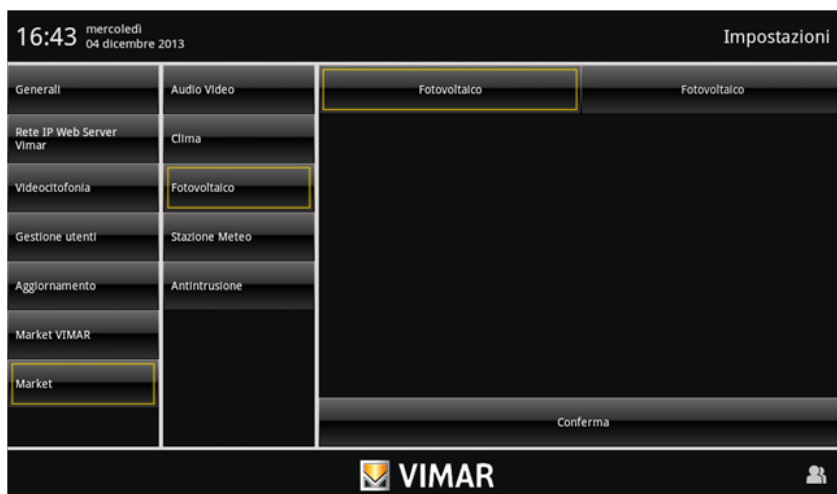 16:43 mercoledì
04 dicembre 2013
Impostazioni
Generali
Rete IP Web Server
Vimar
Videocitofonia
Gestione utenti
Aggiornamento
Market VIMAR
Market
Audio Video
Clima
Fotovoltaico
Stazione Meteo
Antintrusione
Fotovoltaico
Fotovoltaico
Conferma
VIMAR